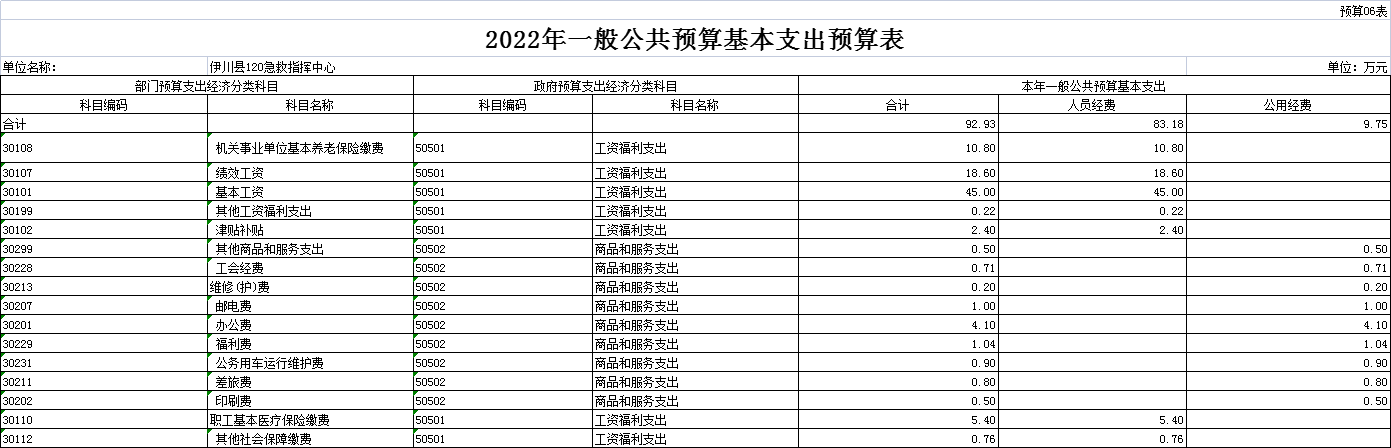 预算06表
2022年一般公共预算基本支出预算表
单位名称： 伊川县120急救指挥中心 单位：万元
部门预算支出经济分类科目 政府预算支出经济分类科目 本年一般公共预算基本支出
科目编码 科目名称 科目编码 科目名称 合计 人员经费 公用经费
合计 92.93 83.18 9.75
30108 机关事业单位基本养老保险缴费 50501 工资福利支出 10.80 10.80
30107 绩效工资 50501 工资福利支出 18.60 18.60
30101 基本工资 50501 工资福利支出 45.00 45.00
30199 其他工资福利支出 50501 工资福利支出 0.22 0.22
30102 津贴补贴 50501 工资福利支出 2.40 2.40
30299 其他商品和服务支出 50502 商品和服务支出 0.50 0.50
30228 工会经费 50502 商品和服务支出 0.71 0.71
30213 维修(护)费 50502 商品和服务支出 0.20 0.20
30207 邮电费 50502 商品和服务支出 1.00 1.00
30201 办公费 50502 商品和服务支出 4.10 4.10
30229 福利费 50502 商品和服务支出 1.04 1.04
30231 公务用车运行维护费 50502 商品和服务支出 0.90 0.90
30211 差旅费 50502 商品和服务支出 0.80 0.80
30202 印刷费 50502 商品和服务支出 0.50 0.50
30110 职工基本医疗保险缴费 50501 工资福利支出 5.40 5.40
30112 其他社会保障缴费 50501 工资福利支出 0.76 0.76